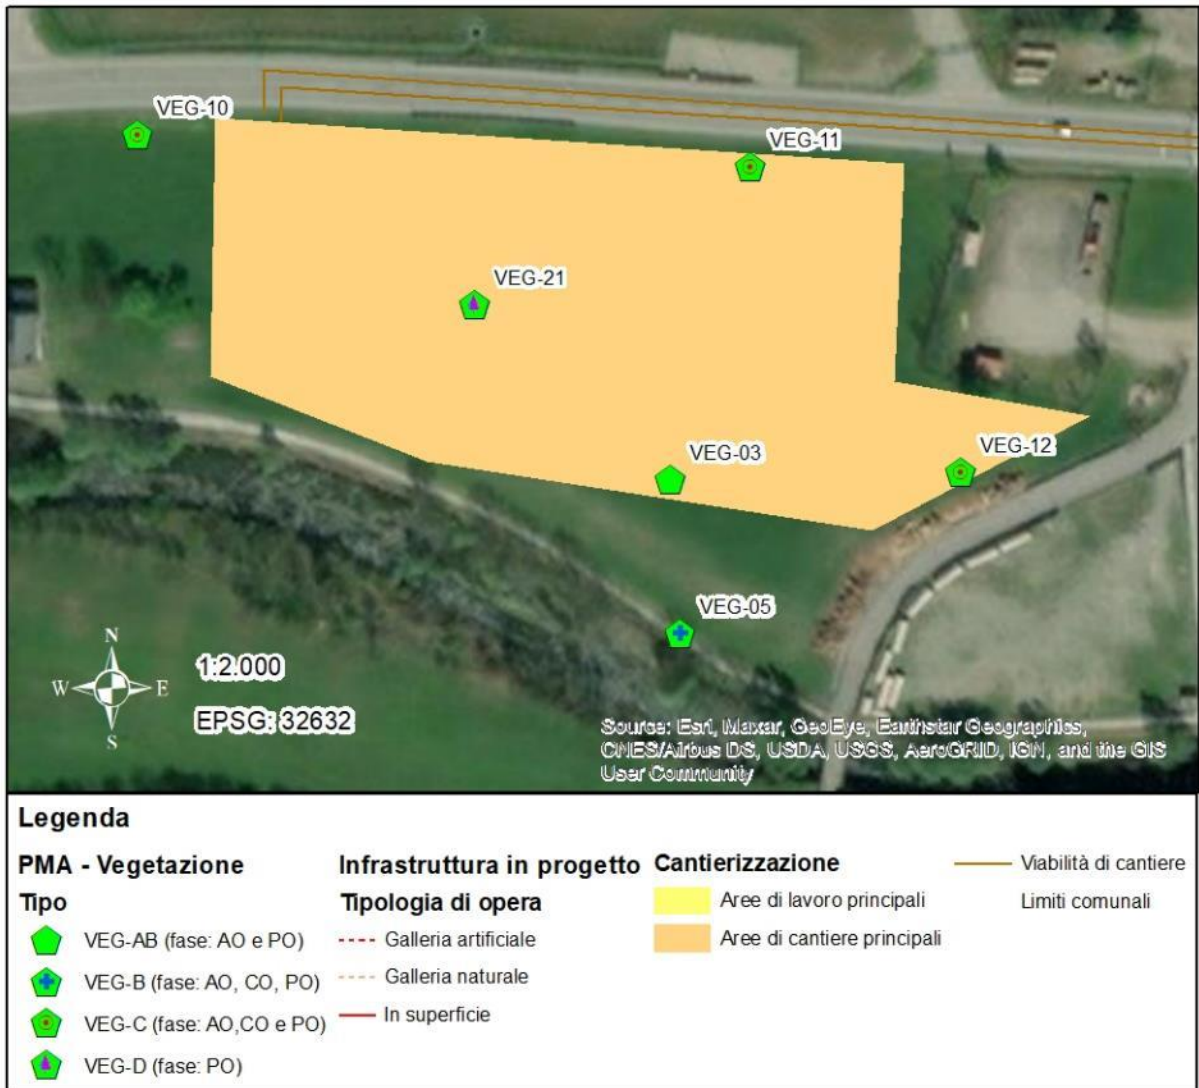 VEG-10
VEG-11
VEG-21
VEG-03
VEG-12
VEG-05
N
W E
S
1:2.000
EPSG: 32632
Source: Esri, Maxar, GeoEye, Earthstar Geographics,
CNES/Airbus DS, USDA, USGS, AeroGRID, IGN, and the GIS
User Community
Legenda
PMA - Vegetazione
Tipo
VEG-AB (fase: AO e PO)
VEG-B (fase: AO, CO, PO)
VEG-C (fase: AO,CO e PO)
VEG-D (fase: PO)
Infrastruttura in progetto
Tipologia di opera
Galleria artificiale
Galleria naturale
In superficie
Cantierizzazione
Aree di lavoro principali
Aree di cantiere principali
Viabilità di cantiere
Limiti comunali